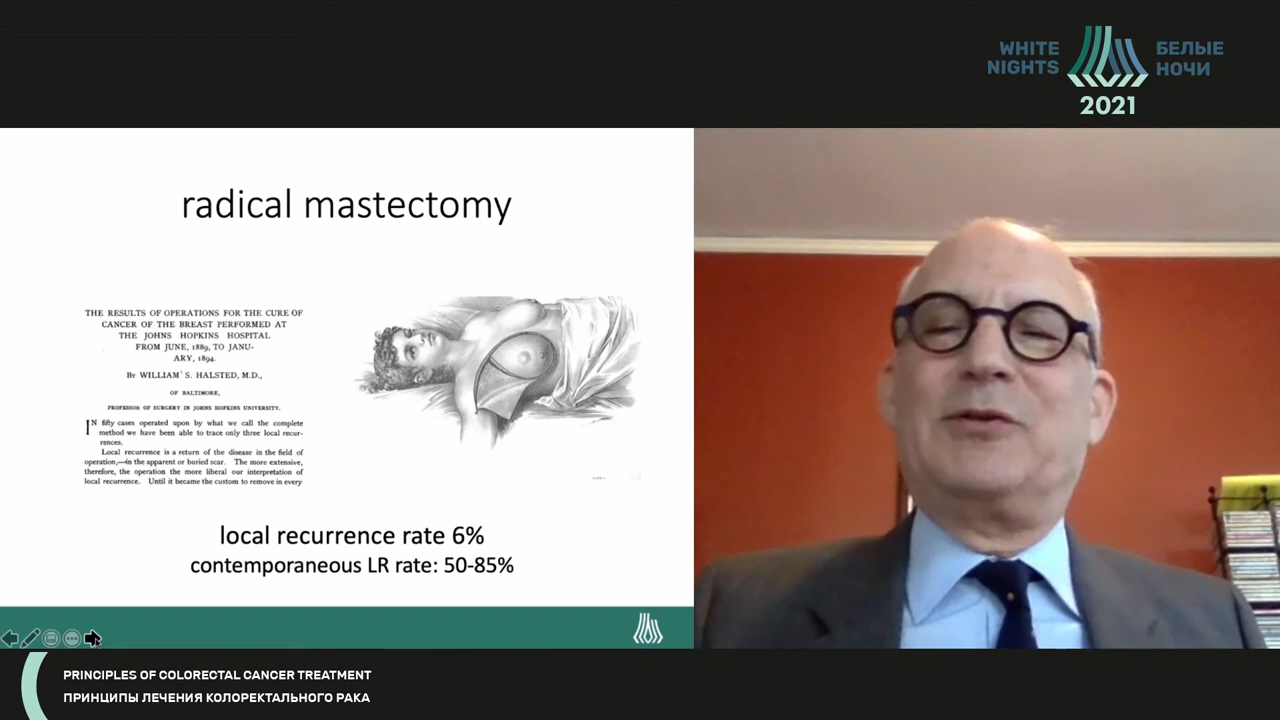 WHITE
NIGHTS
БЕЛЫЕ
НОЧИ
2021
radical mastectomy
THE RESULTS OF OPERATIONS FOR THE CURE OF
CANCER OF THE BREAST PERFORMED AT
THE JOHNS HOPKINS HOSPITAL
FROM JUNE, 1889, TO JANU-
ARY, 1894.
By WILLIAM S. HALSTED, M.D.,
OF BALTIMORE,
PROFESSOR OF SURGERY IN JOHNS HOPKINS UNIVERSITY.
IN fifty cases operated upon by what we call the complete
method we have been able to trace only three local recur-
rences.
Local recurrence is a return of the disease in the field of
operation,—in the apparent or buried scar. The more extensive,
therefore, the operation the more liberal our interpretation of
local recurrence. Until it became the custom to remove in every
local recurrence rate 6%
contemporaneous LR rate: 50-85%
PRINCIPLES OF COLORECTAL CANCER TREATMENT
ПРИНЦИПЫ ЛЕЧЕНИЯ КОЛОРЕКТАЛЬНОГО РАКА